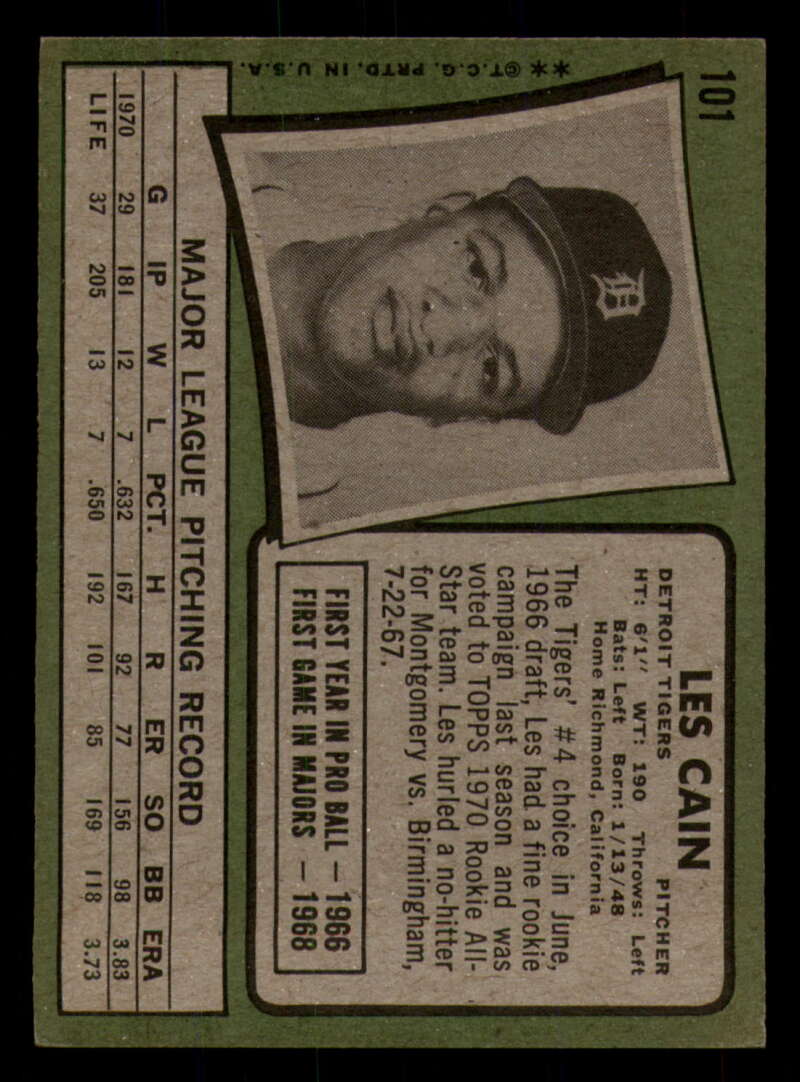 101
** ©T.C.G. PRTD. IN U.S.A.
LES CAIN
DETROIT TIGERS PITCHER
HT: 6'1" WT: 190 Throws: Left
Bats: Left Born: 1/13/48
Home Richmond, California
The Tigers' #4 choice in June,
1966 draft, Les had a fine rookie
campaign last season and was
voted to TOPPS 1970 Rookie All-
Star team. Les hurled a no-hitter
for Montgomery vs. Birmingham,
7-22-67.
FIRST YEAR IN PRO BALL — 1966
FIRST GAME IN MAJORS — 1968
MAJOR LEAGUE PITCHING RECORD
G IP W L PCT. H R ER SO BB ERA
1970 29 181 12 7 .632 167 92 77 156 98 3.83
LIFE 37 205 13 7 .650 192 101 85 169 118 3.73